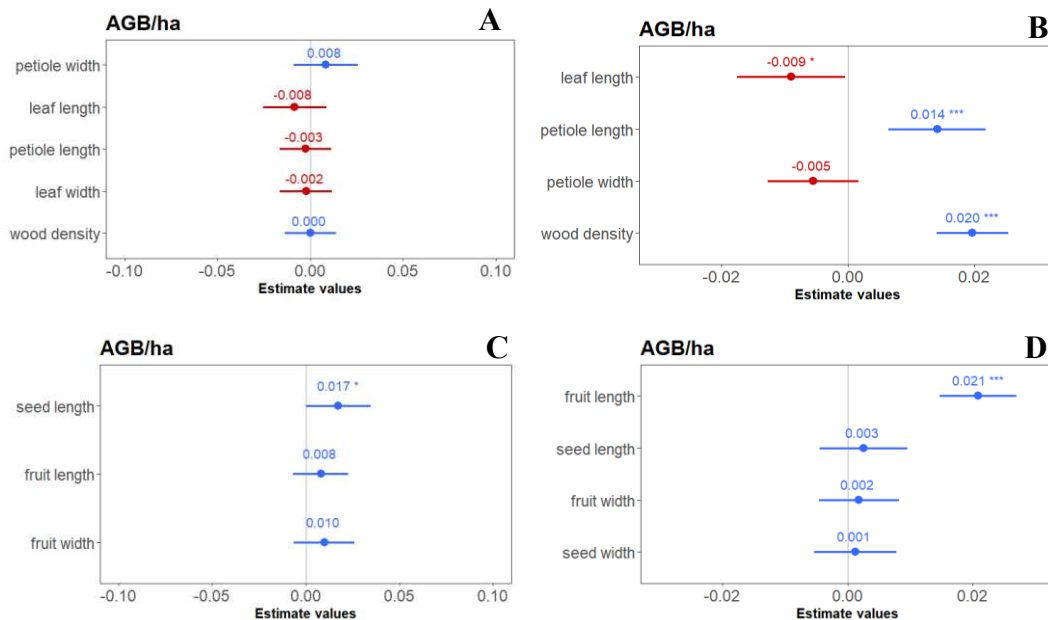 AGB/ha
A
petiole width
0.008
leaf length
-0.008
petiole length
-0.003
leaf width
-0.002
wood density
0.000
-0.10 -0.05 0.00 0.05 0.10
Estimate values
AGB/ha
B
leaf length
-0.009 *
petiole length
0.014 ***
petiole width
-0.005
wood density
0.020 ***
-0.02 0.00 0.02
Estimate values
AGB/ha
C
seed length
0.017 *
fruit length
0.008
fruit width
0.010
-0.10 -0.05 0.00 0.05 0.10
Estimate values
AGB/ha
D
fruit length
0.021 ***
seed length
0.003
fruit width
0.002
seed width
0.001
-0.02 0.00 0.02
Estimate values